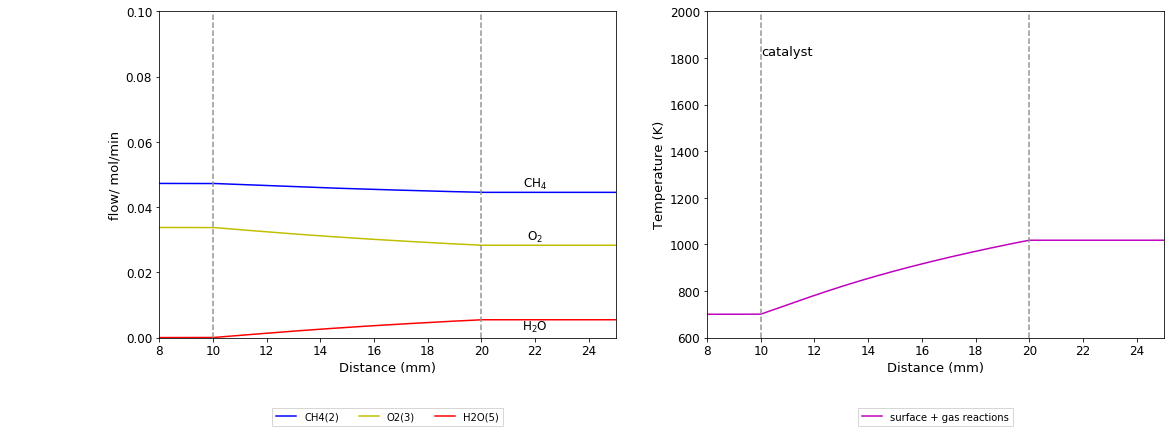 0.10
0.08
0.06
0.04
0.02
0.00
flow/ mol/min
CH₄
O₂
H₂O
8 10 12 14 16 18 20 22 24
Distance (mm)
CH4(2) O2(3) H2O(5)
2000
1800
1600
1400
1200
1000
800
600
Temperature (K)
catalyst
8 10 12 14 16 18 20 22 24
Distance (mm)
surface + gas reactions